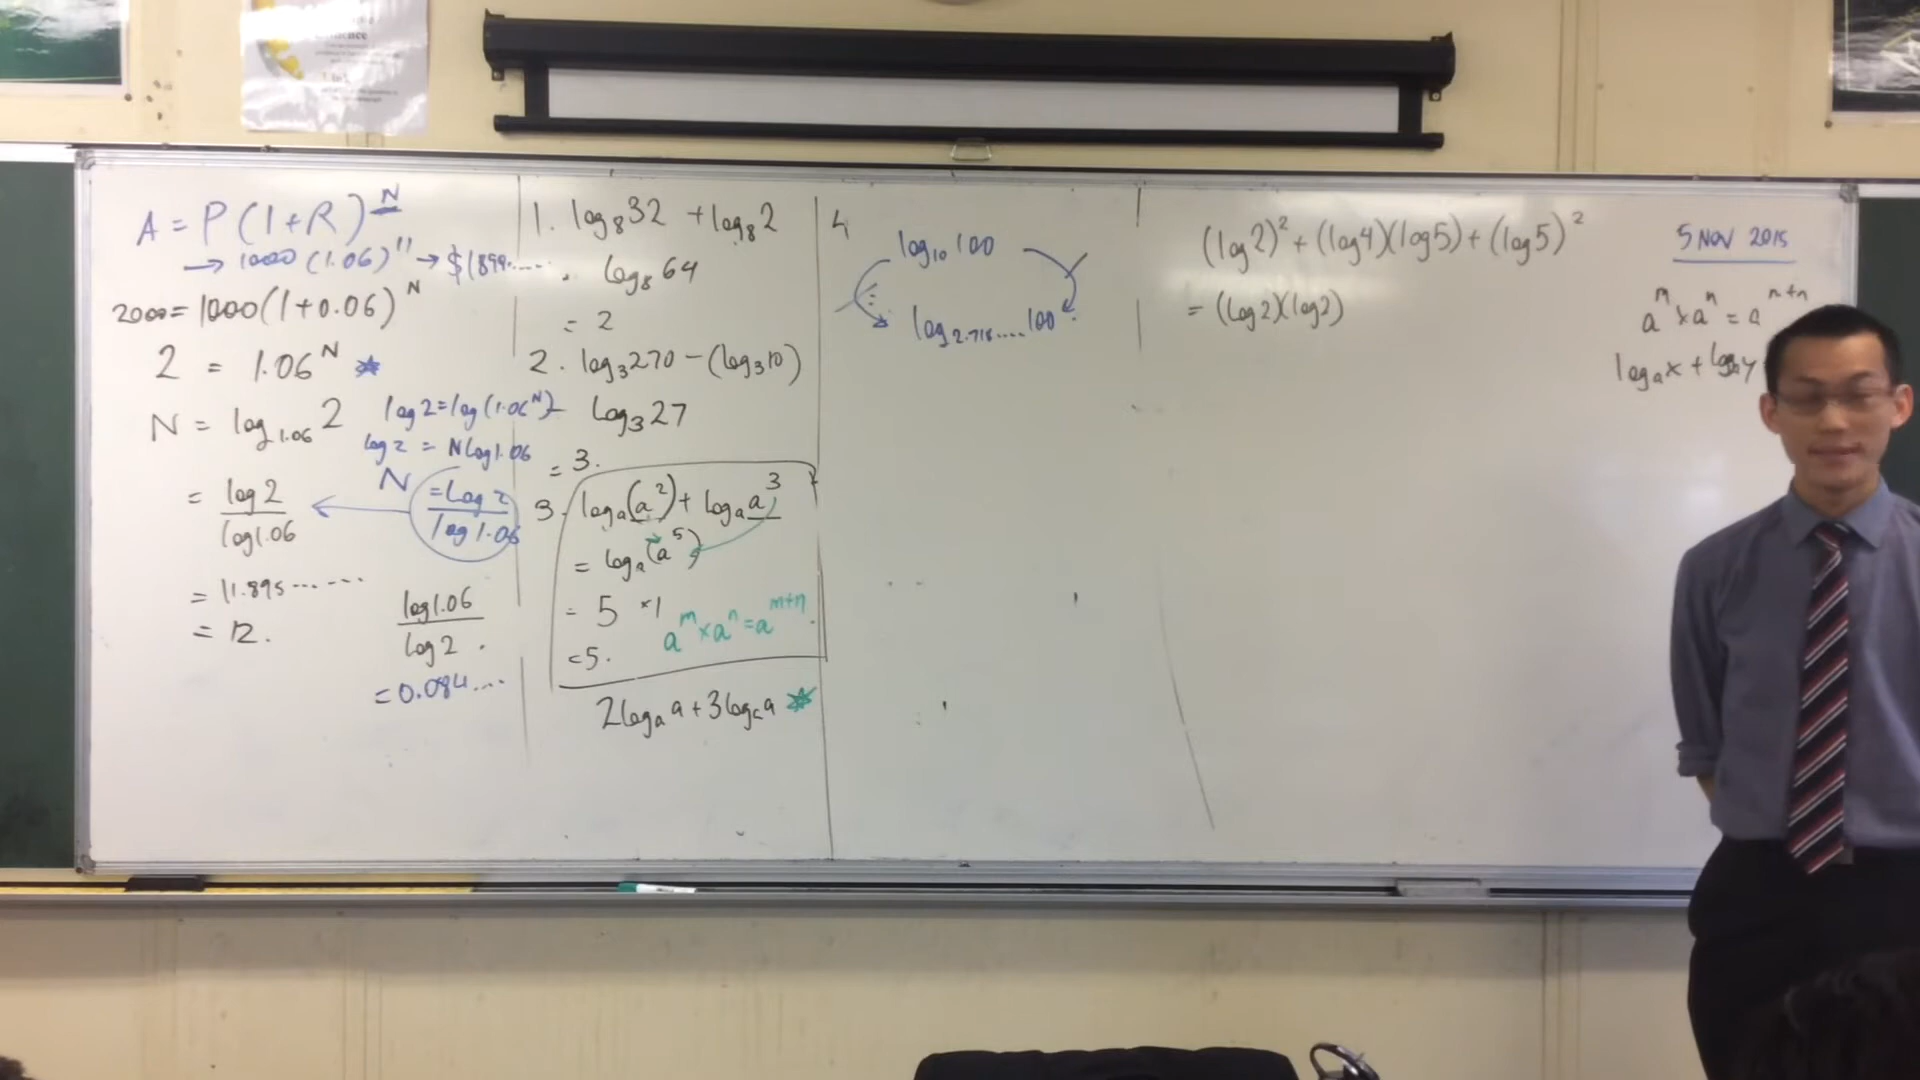 A = P(1+R)^N
→ 1000 (1.06)^11 → $1899.....
2000 = 1000(1+0.06)^N
2 = 1.06^N
N = log_1.06 2
log 2 = log(1.06^N)
log 2 = N log 1.06
N = log 2 / log 1.06
= log 2 / log 1.06
= 11.895......
= 12.
log 1.06 / log 2
= 0.084...
1. log_8 32 + log_8 2
log_8 64
= 2
2. log_3 270 - (log_3 10)
log_3 27
= 3.
3. log_a(a^2) + log_a a^3
= log_a(a^5)
= 5 ×1
a^m × a^n = a^m+n
=5.
2 log_a a + 3 log_a a
4
log_10 100
log_2.718.... 100
(log 2)^2 + (log 4)(log 5) + (log 5)^2
= (log 2)(log 2)
5 NOV 2015
a^m × a^n = a^m+n
log_a x + log_a y